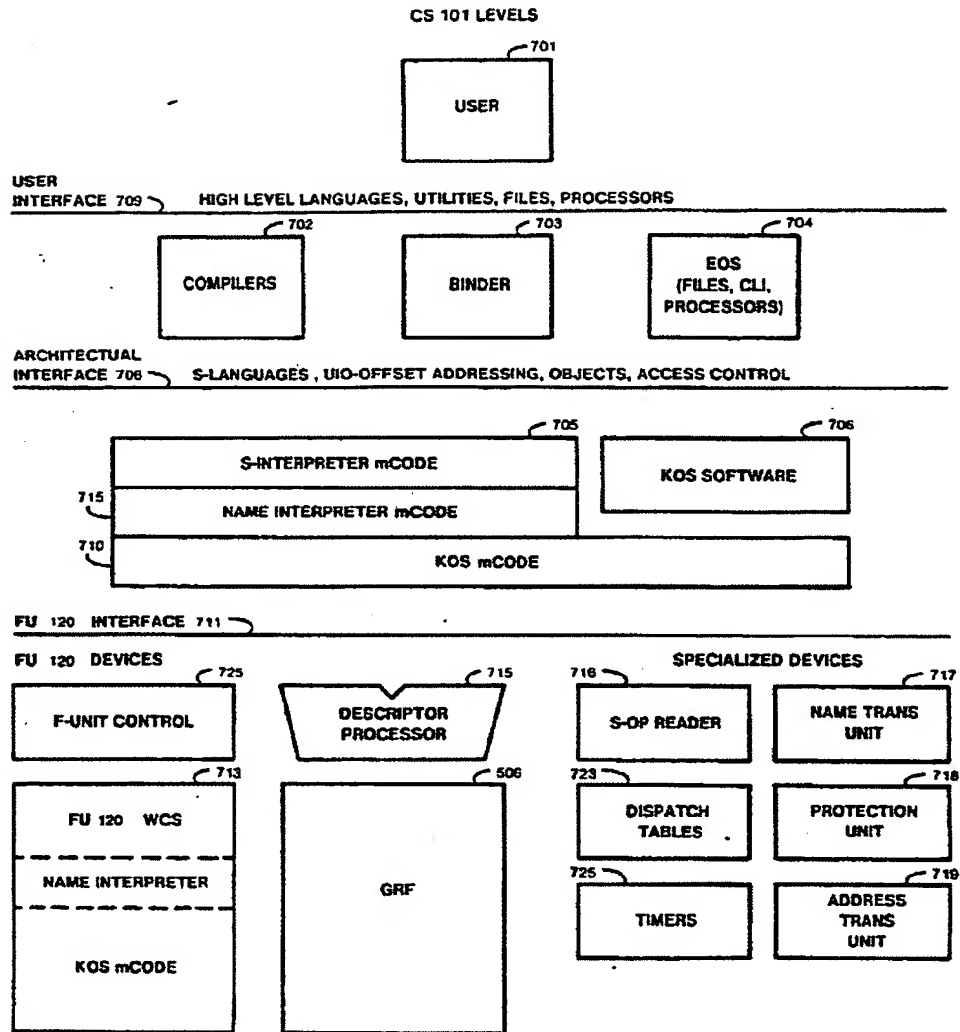 CS 101 LEVELS
701
USER
USER
INTERFACE 709
HIGH LEVEL LANGUAGES, UTILITIES, FILES, PROCESSORS
702
COMPILERS
703
BINDER
704
EOS
(FILES, CLI,
PROCESSORS)
ARCHITECTUAL
INTERFACE 708
S-LANGUAGES , UIO-OFFSET ADDRESSING, OBJECTS, ACCESS CONTROL
705
S-INTERPRETER mCODE
706
KOS SOFTWARE
715
NAME INTERPRETER mCODE
710
KOS mCODE
FU 120 INTERFACE 711
FU 120 DEVICES
SPECIALIZED DEVICES
725
F-UNIT CONTROL
715
DESCRIPTOR
PROCESSOR
716
S-OP READER
717
NAME TRANS
UNIT
713
FU 120 WCS
NAME INTERPRETER
KOS mCODE
506
GRF
723
DISPATCH
TABLES
718
PROTECTION
UNIT
725
TIMERS
719
ADDRESS
TRANS
UNIT